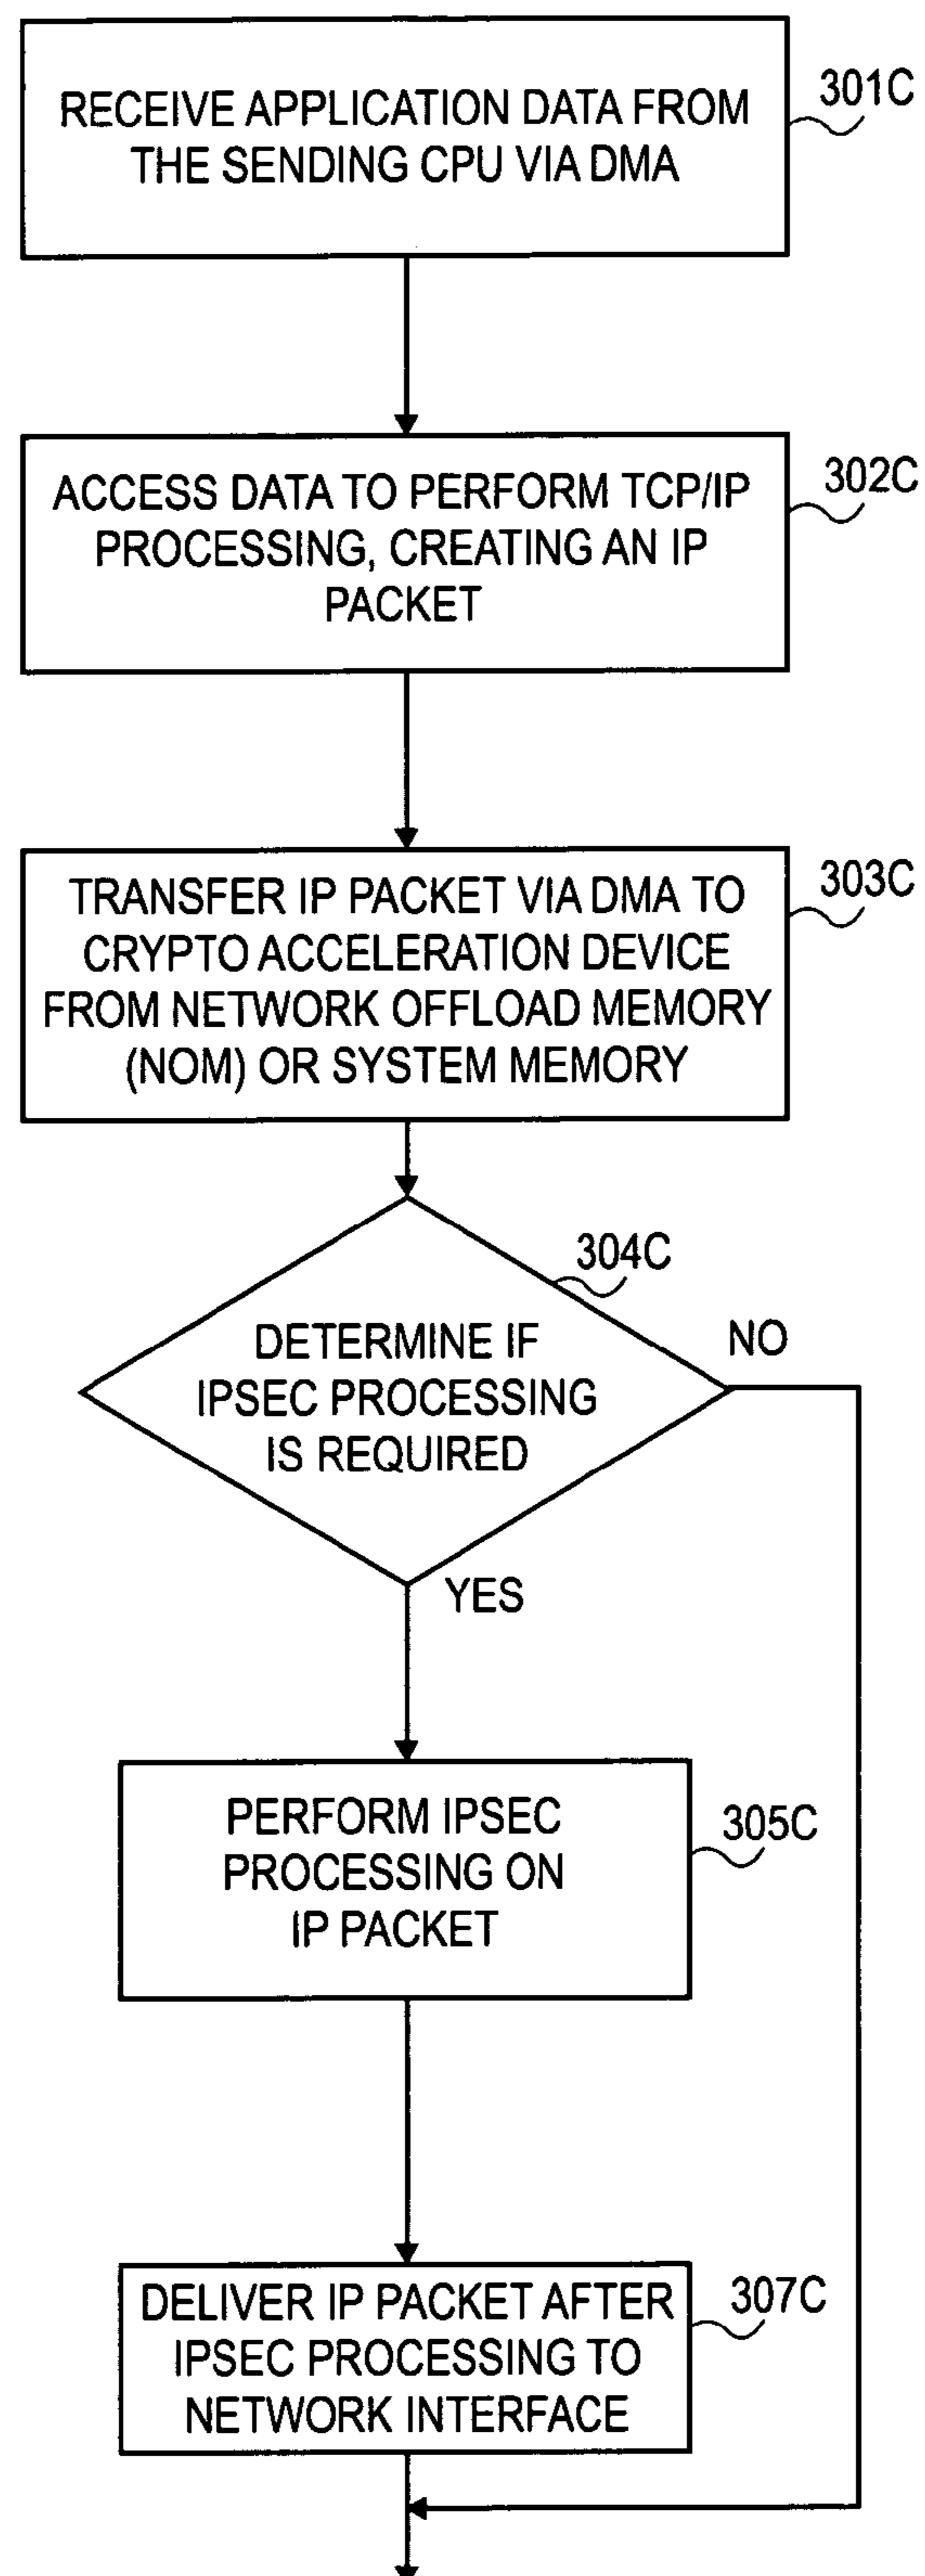 RECEIVE APPLICATION DATA FROM
THE SENDING CPU VIA DMA
301C
ACCESS DATA TO PERFORM TCP/IP
PROCESSING, CREATING AN IP
PACKET
302C
TRANSFER IP PACKET VIA DMA TO
CRYPTO ACCELERATION DEVICE
FROM NETWORK OFFLOAD MEMORY
(NOM) OR SYSTEM MEMORY
303C
304C
DETERMINE IF
IPSEC PROCESSING
IS REQUIRED
NO
YES
PERFORM IPSEC
PROCESSING ON
IP PACKET
305C
DELIVER IP PACKET AFTER
IPSEC PROCESSING TO
NETWORK INTERFACE
307C